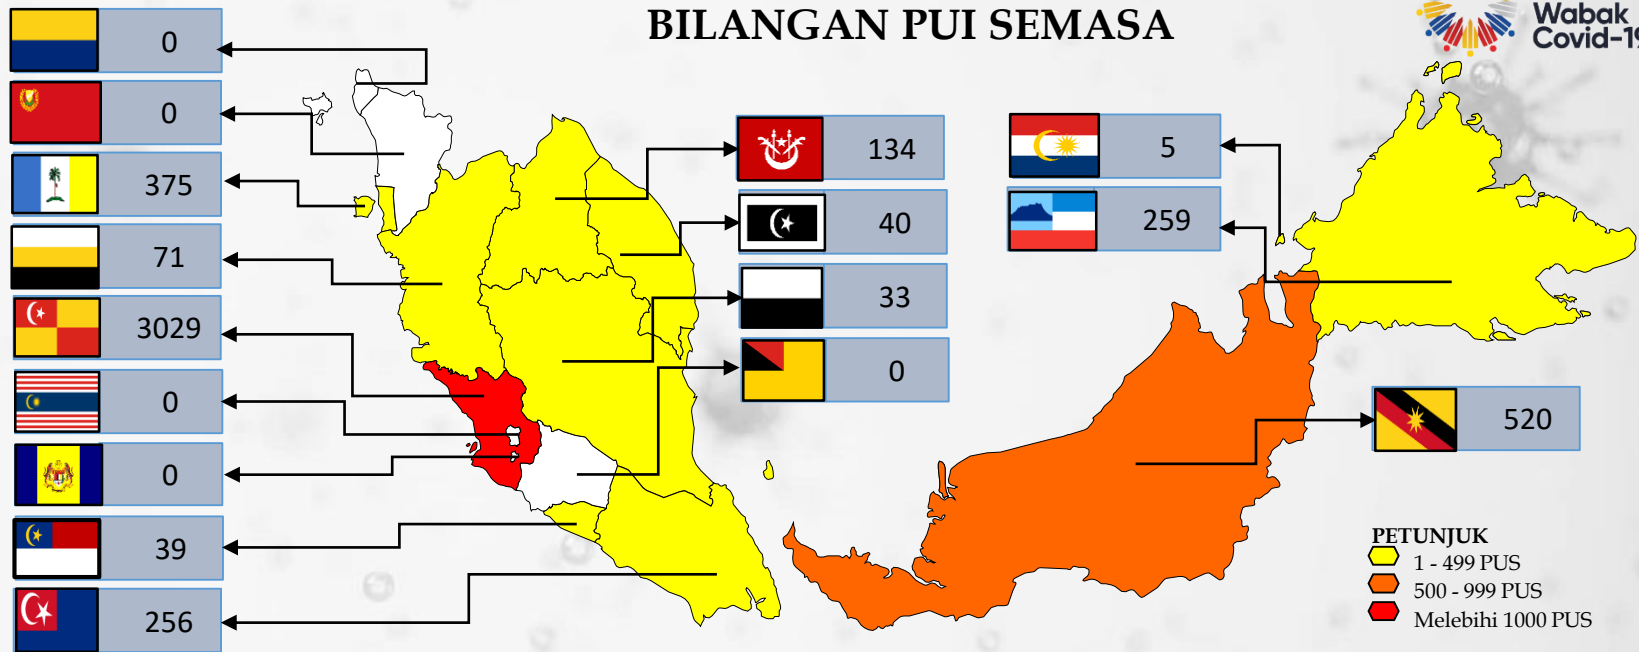 BILANGAN PUI SEMASA
Wabak
Covid-19
0
0
375
71
3029
0
0
39
256
134
40
33
0
5
259
520
PETUNJUK
1 - 499 PUS
500 - 999 PUS
Melebihi 1000 PUS